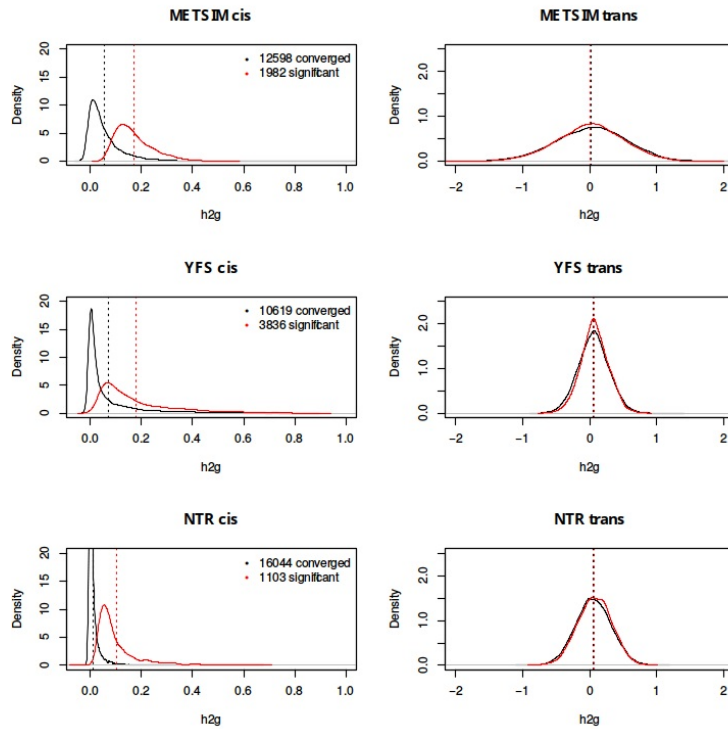 METSIM cis
METSIM trans
20
15
10
5
0
Density
12598 converged
1982 signifcant
0.0 0.2 0.4 0.6 0.8 1.0
h2g
2.0
1.0
0.0
Density
−2 −1 0 1 2
h2g
YFS cis
YFS trans
20
15
10
5
0
Density
10619 converged
3836 signifcant
0.0 0.2 0.4 0.6 0.8 1.0
h2g
2.0
1.0
0.0
Density
−2 −1 0 1 2
h2g
NTR cis
NTR trans
20
15
10
5
0
Density
16044 converged
1103 signifcant
0.0 0.2 0.4 0.6 0.8 1.0
h2g
2.0
1.0
0.0
Density
−2 −1 0 1 2
h2g